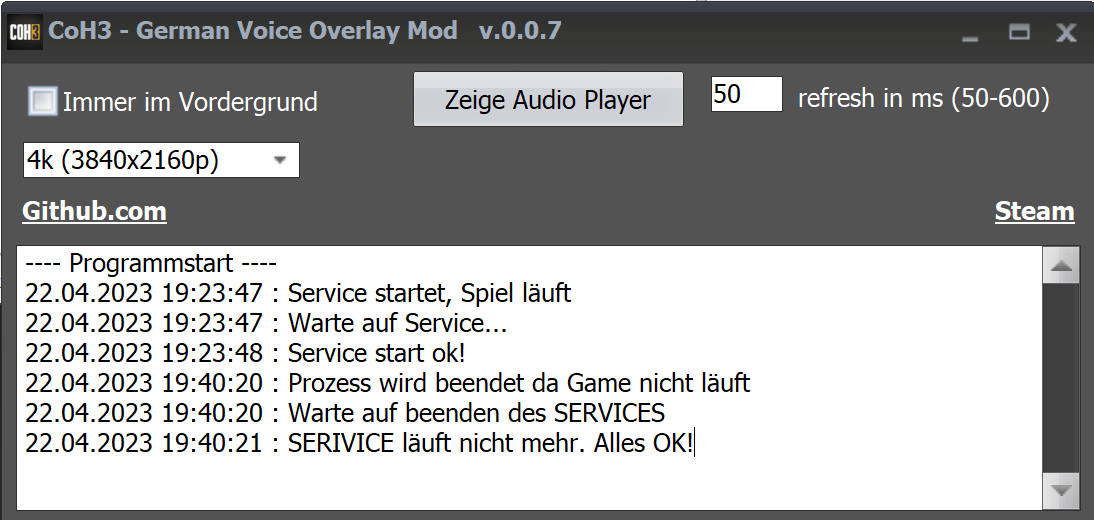 COH3 CoH3 - German Voice Overlay Mod v.0.0.7
Immer im Vordergrund
Zeige Audio Player
50 refresh in ms (50-600)
4k (3840x2160p)
Github.com
Steam
---- Programmstart ----
22.04.2023 19:23:47 : Service startet, Spiel läuft
22.04.2023 19:23:47 : Warte auf Service...
22.04.2023 19:23:48 : Service start ok!
22.04.2023 19:40:20 : Prozess wird beendet da Game nicht läuft
22.04.2023 19:40:20 : Warte auf beenden des SERVICES
22.04.2023 19:40:21 : SERIVICE läuft nicht mehr. Alles OK!